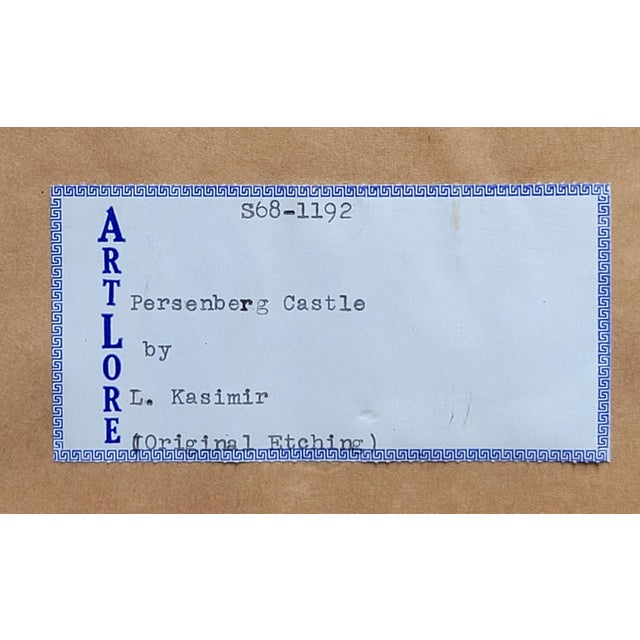 S68-1192
ART LORE
Persenberg Castle
by
L. Kasimir
(Original Etching)